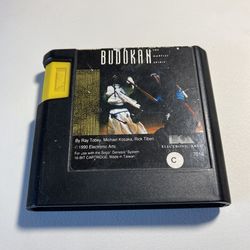 BUDOKAN
THE
MARTIAL
SPIRIT
By Ray Tobey, Michael Kosaka, Rick Tiberi
© 1990 Electronic Arts
For use with the Sega Genesis System
16-BIT CARTRIDGE. Made in Taiwan
ELECTRONIC ARTS
C